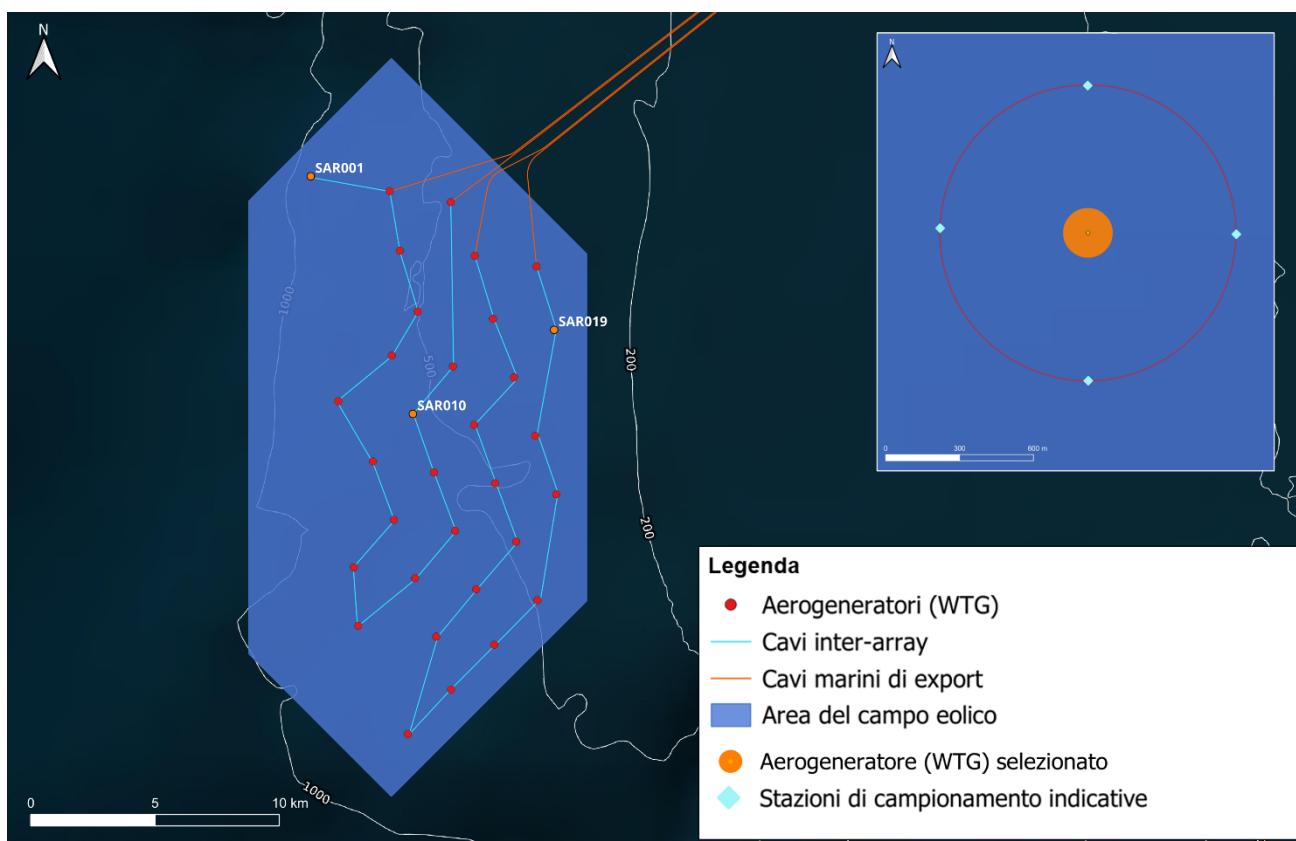 N
N
SAR001
1000
SAR019
500
200
SAR010
200
0 300 600 m
Legenda
Aerogeneratori (WTG)
Cavi inter-array
Cavi marini di export
Area del campo eolico
Aerogeneratore (WTG) selezionato
Stazioni di campionamento indicative
0 5 10 km
1000